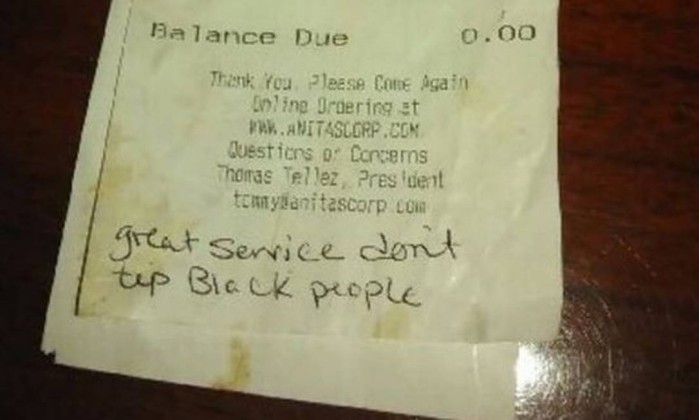 Balance Due 0.00
Thank You, Please Come Again
Online Ordering at
WWW.ANITASCORP.COM
Questions or Concerns
Thomas Tellez, President
tommy@anitascorp.com
great service don't
tip Black people